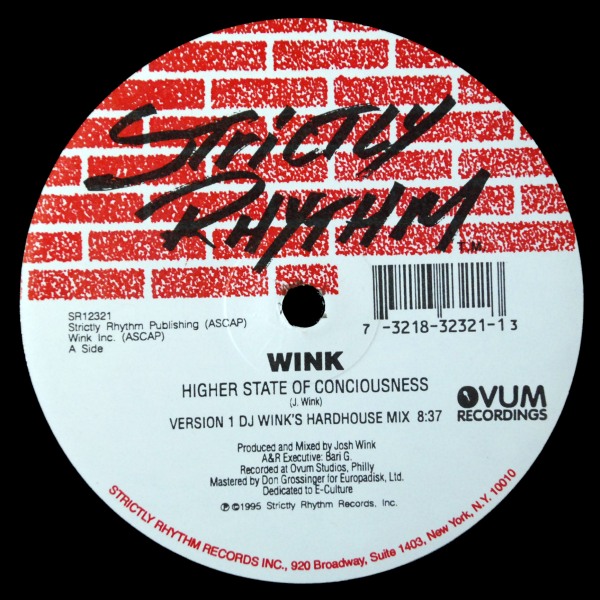 STRICTLY
RHYTHM
T.M.
SR12321
Strictly Rhythm Publishing (ASCAP)
Wink Inc. (ASCAP)
A Side
7 -3218-32321-1 3
WINK
HIGHER STATE OF CONCIOUSNESS
(J. Wink)
VERSION 1 DJ WINK'S HARDHOUSE MIX 8:37
OVUM
RECORDINGS
Produced and Mixed by Josh Wink
A&R Executive: Bari G.
Recorded at Ovum Studios, Philly
Mastered by Don Grossinger for Europadisk, Ltd.
Dedicated to E-Culture
℗ ©1995 Strictly Rhythm Records, Inc.
STRICTLY RHYTHM RECORDS INC., 920 Broadway, Suite 1403, New York, N.Y. 10010